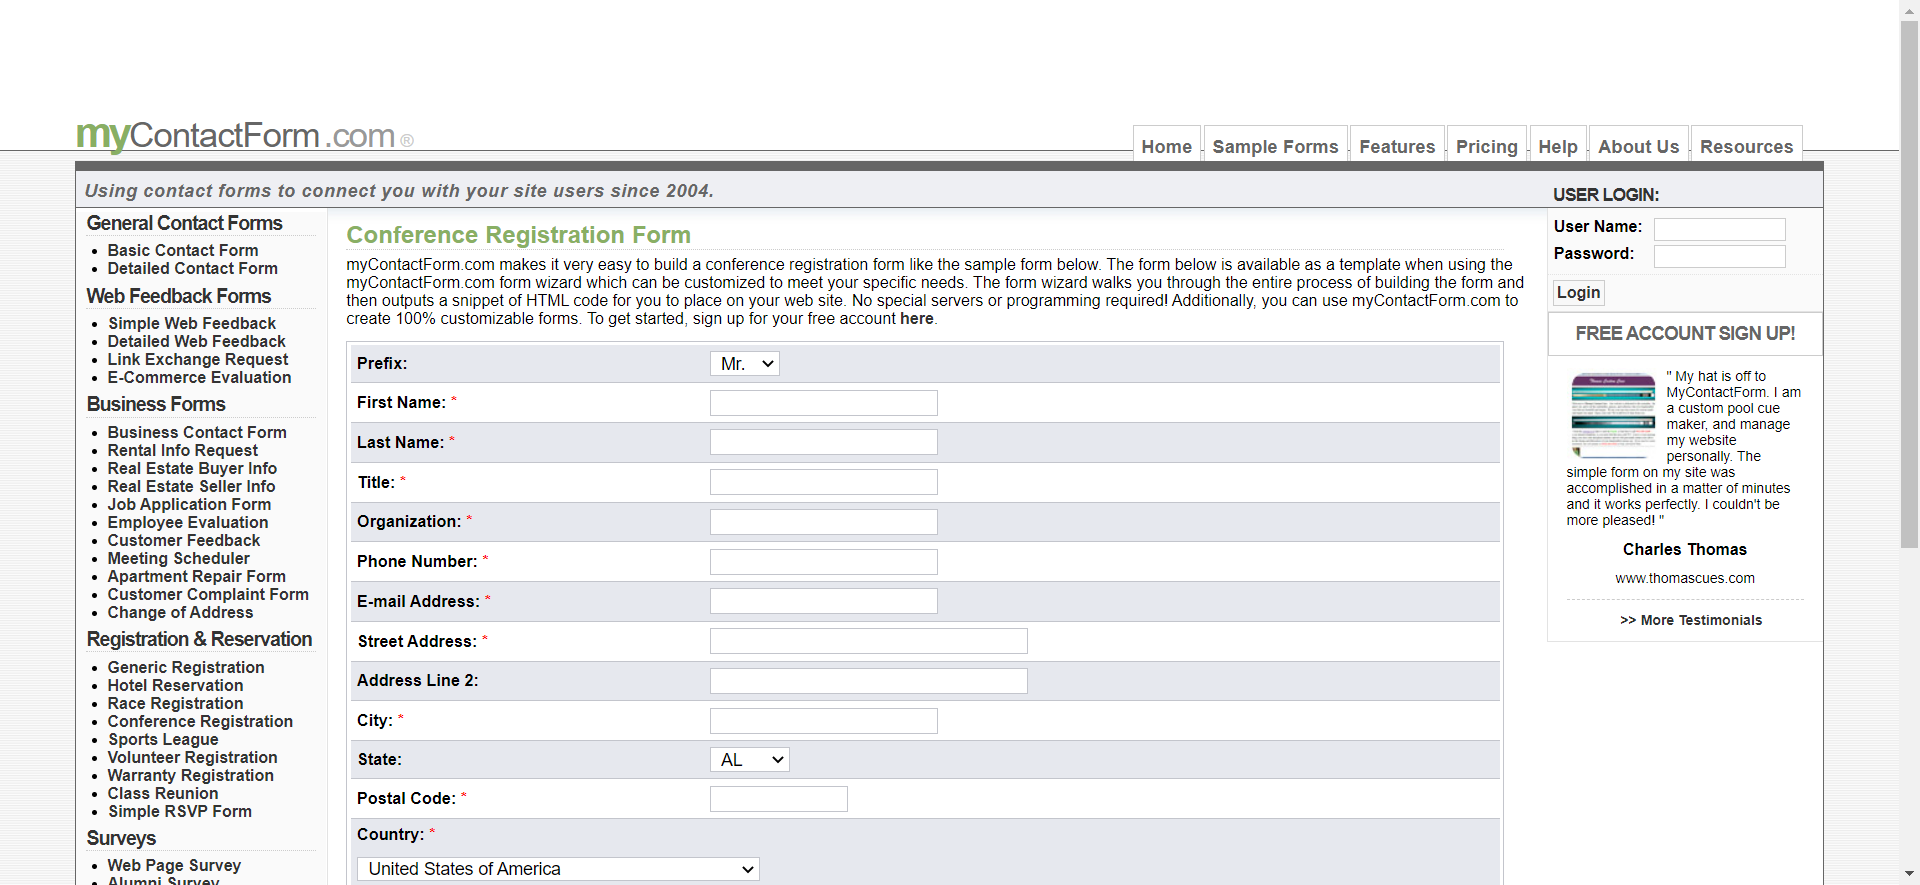 myContactForm.com®
Home
Sample Forms
Features
Pricing
Help
About Us
Resources
Using contact forms to connect you with your site users since 2004.
USER LOGIN:
General Contact Forms
Basic Contact Form
Detailed Contact Form
Web Feedback Forms
Simple Web Feedback
Detailed Web Feedback
Link Exchange Request
E-Commerce Evaluation
Business Forms
Business Contact Form
Rental Info Request
Real Estate Buyer Info
Real Estate Seller Info
Job Application Form
Employee Evaluation
Customer Feedback
Meeting Scheduler
Apartment Repair Form
Customer Complaint Form
Change of Address
Registration & Reservation
Generic Registration
Hotel Reservation
Race Registration
Conference Registration
Sports League
Volunteer Registration
Warranty Registration
Class Reunion
Simple RSVP Form
Surveys
Web Page Survey
Alumni Survey
Conference Registration Form
myContactForm.com makes it very easy to build a conference registration form like the sample form below. The form below is available as a template when using the
myContactForm.com form wizard which can be customized to meet your specific needs. The form wizard walks you through the entire process of building the form and
then outputs a snippet of HTML code for you to place on your web site. No special servers or programming required! Additionally, you can use myContactForm.com to
create 100% customizable forms. To get started, sign up for your free account here.
Prefix: Mr.
First Name: *
Last Name: *
Title: *
Organization: *
Phone Number: *
E-mail Address: *
Street Address: *
Address Line 2:
City: *
State: AL
Postal Code: *
Country: *
United States of America
User Name:
Password:
Login
FREE ACCOUNT SIGN UP!
" My hat is off to
MyContactForm. I am
a custom pool cue
maker, and manage
my website
personally. The
simple form on my site was
accomplished in a matter of minutes
and it works perfectly. I couldn't be
more pleased! "
Charles Thomas
www.thomascues.com
>> More Testimonials